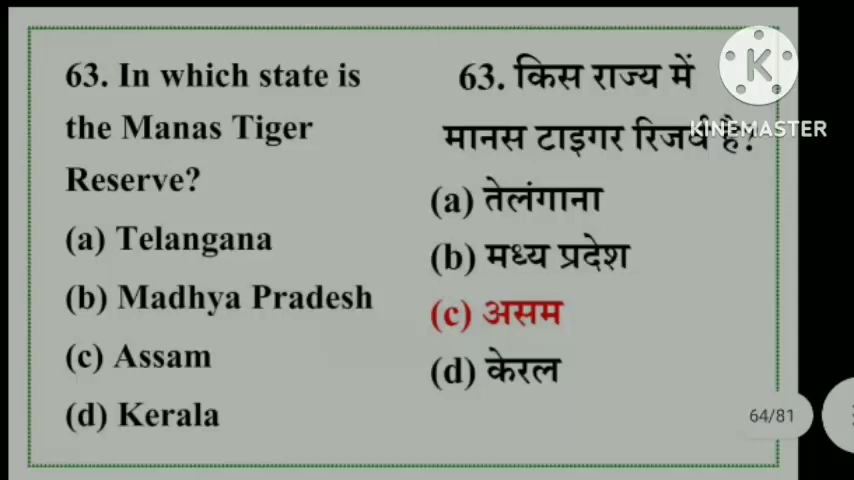 63. In which state is
the Manas Tiger
Reserve?
(a) Telangana
(b) Madhya Pradesh
(c) Assam
(d) Kerala
63. किस राज्य में
मानस टाइगर रिजर्व है?
(a) तेलंगाना
(b) मध्य प्रदेश
(c) असम
(d) केरल
K
KINEMASTER
64/81